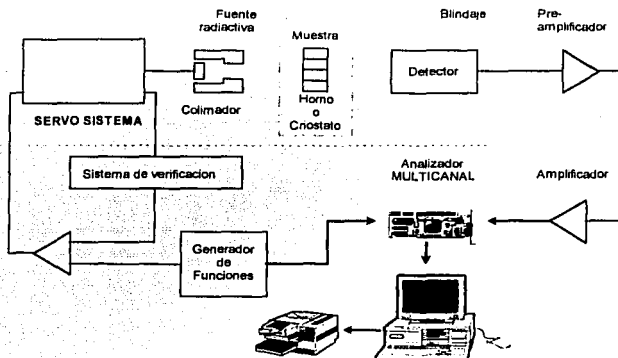 Fuente
radiactiva
Blindaje
Pre-
amplificador
Muestra
Detector
Colimador
Horno
o
Criostato
SERVO SISTEMA
Sistema de verificacion
Analizador
MULTICANAL
Amplificador
Generador
de
Funciones